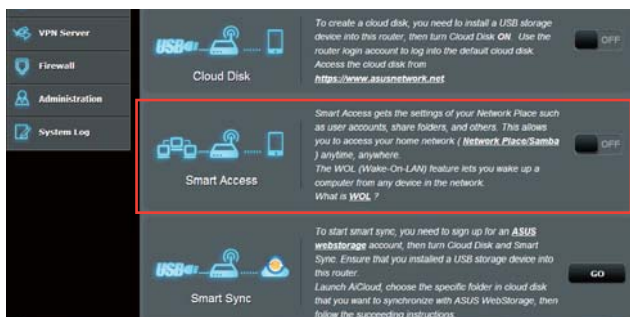 VPN Server
Firewall
Administration
System Log
USB
Cloud Disk
To create a cloud disk, you need to install a USB storage
device into this router, then turn Cloud Disk ON. Use the
router login account to log into the default cloud disk.
Access the cloud disk from
https://www.asusnetwork.net
OFF
Smart Access
Smart Access gets the settings of your Network Place such
as user accounts, share folders, and others. This allows
you to access your home network ( Network Place/Samba
) anytime, anywhere.
The WOL (Wake-On-LAN) feature lets you wake up a
computer from any device in the network.
What is WOL ?
OFF
USB
Smart Sync
To start smart sync, you need to sign up for an ASUS
webstorage account, then turn Cloud Disk and Smart
Sync. Ensure that you installed a USB storage device into
this router.
Launch AiCloud, choose the specific folder in cloud disk
that you want to synchronize with ASUS WebStorage, then
follow the succeeding instructions.
GO